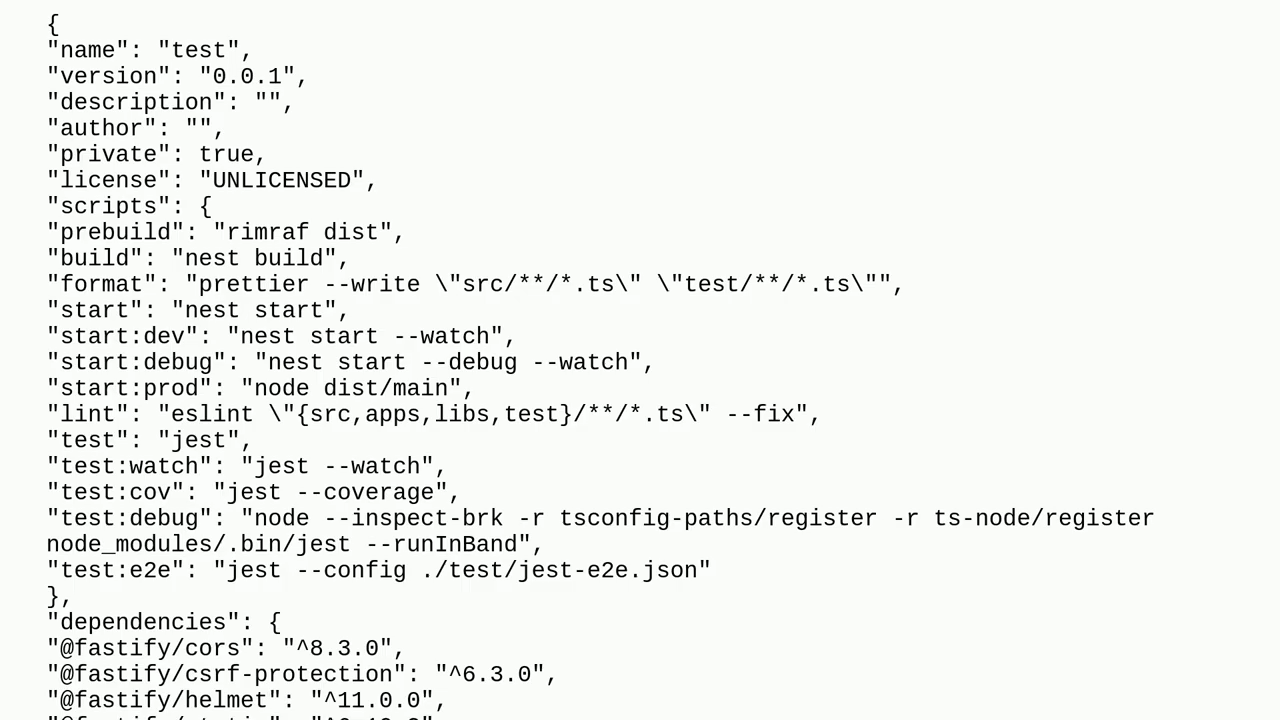 {
"name": "test",
"version": "0.0.1",
"description": "",
"author": "",
"private": true,
"license": "UNLICENSED",
"scripts": {
"prebuild": "rimraf dist",
"build": "nest build",
"format": "prettier --write \"src/**/*.ts\" \"test/**/*.ts\"",
"start": "nest start",
"start:dev": "nest start --watch",
"start:debug": "nest start --debug --watch",
"start:prod": "node dist/main",
"lint": "eslint \"{src,apps,libs,test}/**/*.ts\" --fix",
"test": "jest",
"test:watch": "jest --watch",
"test:cov": "jest --coverage",
"test:debug": "node --inspect-brk -r tsconfig-paths/register -r ts-node/register
node_modules/.bin/jest --runInBand",
"test:e2e": "jest --config ./test/jest-e2e.json"
},
"dependencies": {
"@fastify/cors": "^8.3.0",
"@fastify/csrf-protection": "^6.3.0",
"@fastify/helmet": "^11.0.0",